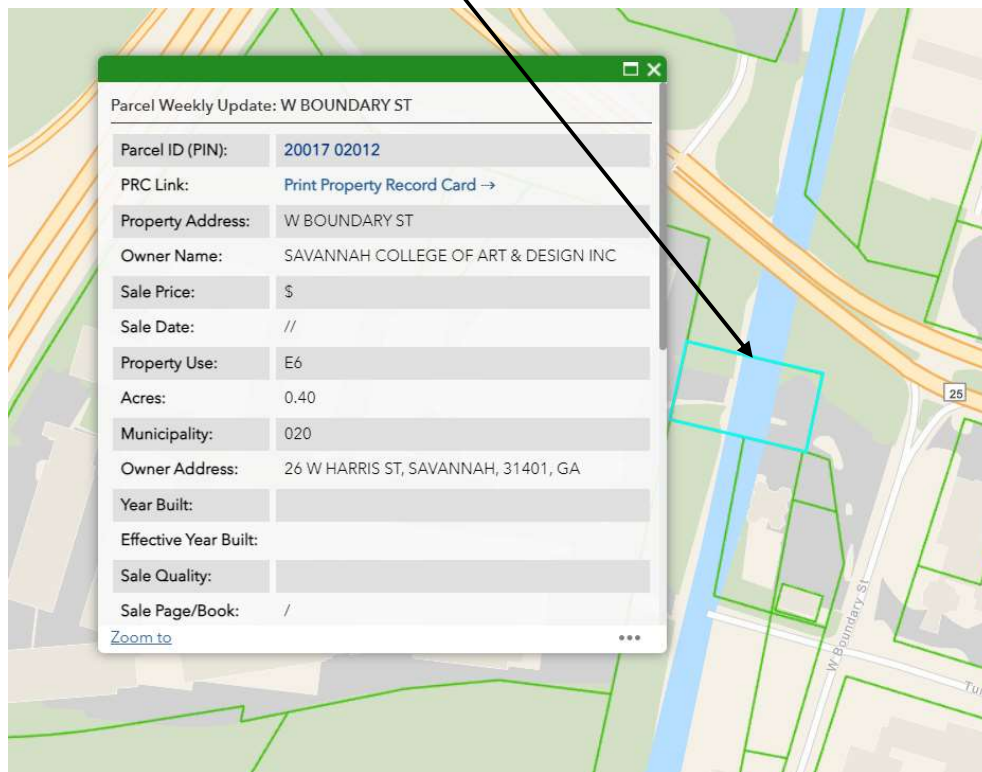 Parcel Weekly Update: W BOUNDARY ST
Parcel ID (PIN): 20017 02012
PRC Link: Print Property Record Card →
Property Address: W BOUNDARY ST
Owner Name: SAVANNAH COLLEGE OF ART & DESIGN INC
Sale Price: $
Sale Date: //
Property Use: E6
Acres: 0.40
Municipality: 020
Owner Address: 26 W HARRIS ST, SAVANNAH, 31401, GA
Year Built:
Effective Year Built:
Sale Quality:
Sale Page/Book: /
Zoom to
25
W Boundary St
Tu